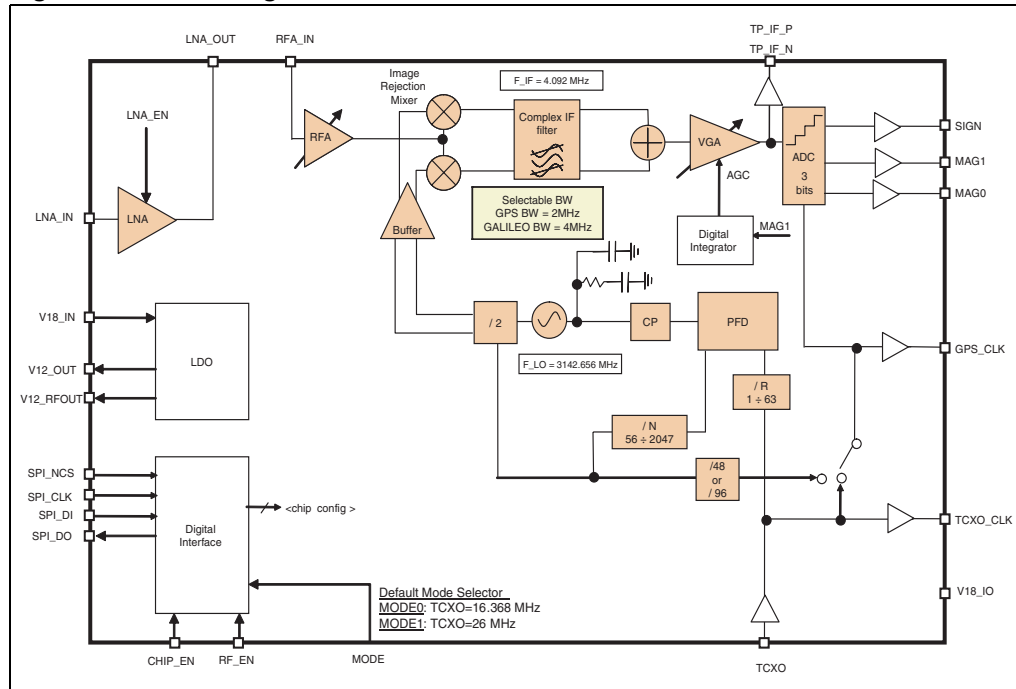 LNA_OUT
RFA_IN
TP_IF_P
TP_IF_N
Image
Rejection
Mixer
F_IF = 4.092 MHz
LNA_EN
RFA
Complex IF
filter
VGA
ADC
3
bits
SIGN
MAG1
MAG0
AGC
LNA_IN
LNA
Buffer
Selectable BW
GPS BW = 2MHz
GALILEO BW = 4MHz
Digital
Integrator
MAG1
V18_IN
LDO
V12_OUT
V12_RFOUT
/ 2
CP
PFD
F_LO = 3142.656 MHz
GPS_CLK
/ R
1 ÷ 63
/ N
56 ÷ 2047
/48
or
/ 96
SPI_NCS
SPI_CLK
SPI_DI
SPI_DO
Digital
Interface
<chip config >
TCXO_CLK
V18_IO
Default Mode Selector
MODE0: TCXO=16.368 MHz
MODE1: TCXO=26 MHz
CHIP_EN
RF_EN
MODE
TCXO